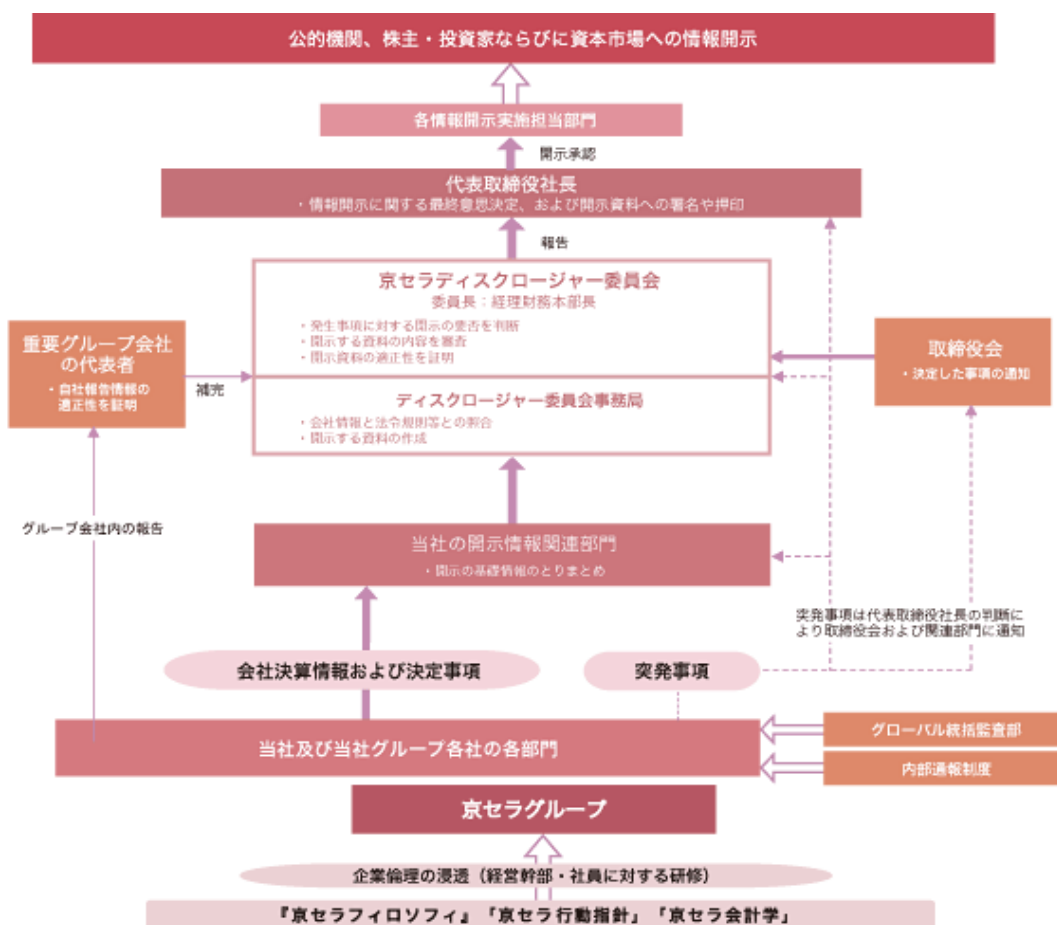 公的機関、株主・投資家ならびに資本市場への情報開示
各情報開示実施担当部門
開示承認
代表取締役社長
・情報開示に関する最終意思決定、および開示資料への署名や押印
報告
京セラディスクロージャー委員会
委員長：経理財務本部長
・発生事項に対する開示の要否を判断
・開示する資料の内容を審査
・開示資料の適正性を証明
重要グループ会社
の代表者
・自社報告情報の
適正性を証明
補完
取締役会
・決定した事項の通知
ディスクロージャー委員会事務局
・会社情報と法令規則等との照合
・開示する資料の作成
グループ会社内の報告
当社の開示情報関連部門
・開示の基礎情報のとりまとめ
突発事項は代表取締役社長の判断に
より取締役会および関連部門に通知
会社決算情報および決定事項
突発事項
当社及び当社グループ各社の各部門
グローバル統括監査部
内部通報制度
京セラグループ
企業倫理の浸透（経営幹部・社員に対する研修）
『京セラフィロソフィ』「京セラ行動指針」「京セラ会計学」